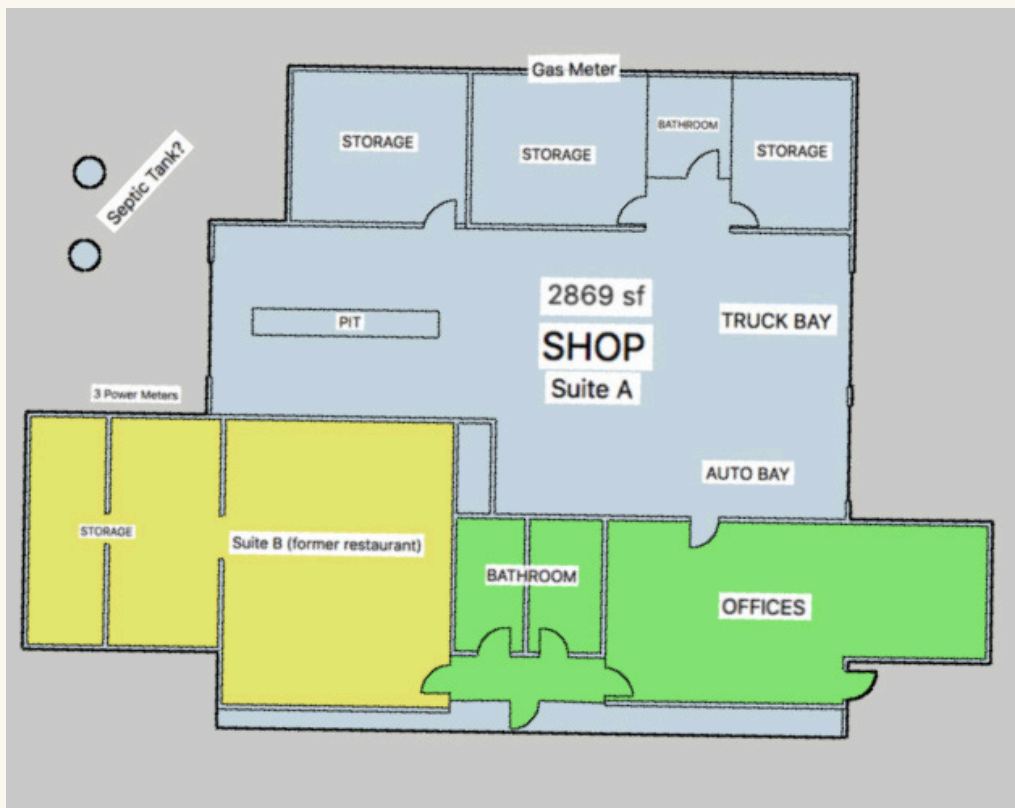 Gas Meter
BATHROOM
STORAGE
STORAGE
STORAGE
Septic Tank?
2869 sf
PIT
TRUCK BAY
SHOP
Suite A
3 Power Meters
AUTO BAY
STORAGE
Suite B (former restaurant)
BATHROOM
OFFICES